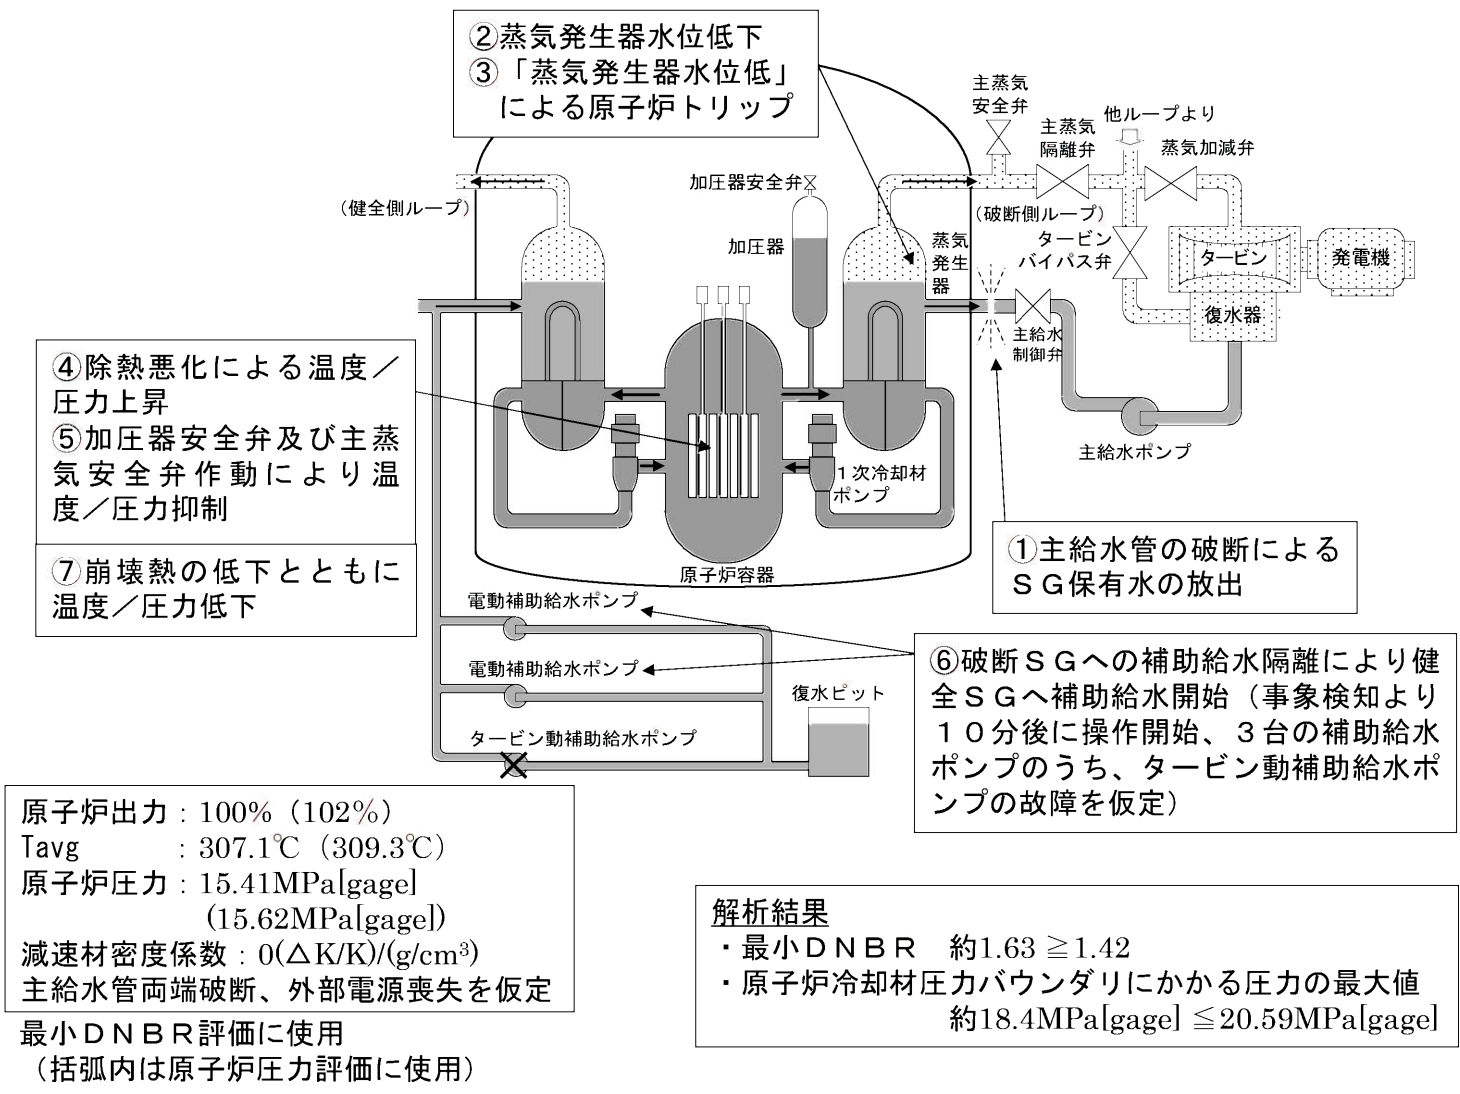 ②蒸気発生器水位低下
③「蒸気発生器水位低」
による原子炉トリップ
主蒸気
安全弁
他ループより
主蒸気
隔離弁
蒸気加減弁
加圧器安全弁
(健全側ループ)
(破断側ループ)
加圧器
蒸気
発生
器
タービン
バイパス弁
タービン
発電機
復水器
主給水
制御弁
主給水ポンプ
④除熱悪化による温度／
圧力上昇
⑤加圧器安全弁及び主蒸
気安全弁作動により温
度／圧力抑制
⑦崩壊熱の低下とともに
温度／圧力低下
１次冷却材
ポンプ
原子炉容器
①主給水管の破断による
ＳＧ保有水の放出
電動補助給水ポンプ
電動補助給水ポンプ
タービン動補助給水ポンプ
復水ピット
⑥破断ＳＧへの補助給水隔離により健
全ＳＧへ補助給水開始（事象検知より
１０分後に操作開始、３台の補助給水
ポンプのうち、タービン動補助給水ポ
ンプの故障を仮定）
原子炉出力：100%（102%）
Tavg ：307.1℃（309.3℃）
原子炉圧力：15.41MPa[gage]
(15.62MPa[gage])
減速材密度係数：0(△K/K)/(g/cm³)
主給水管両端破断、外部電源喪失を仮定
最小ＤＮＢＲ評価に使用
（括弧内は原子炉圧力評価に使用）
解析結果
・最小ＤＮＢＲ　約1.63 ≧1.42
・原子炉冷却材圧力バウンダリにかかる圧力の最大値
約18.4MPa[gage] ≦20.59MPa[gage]